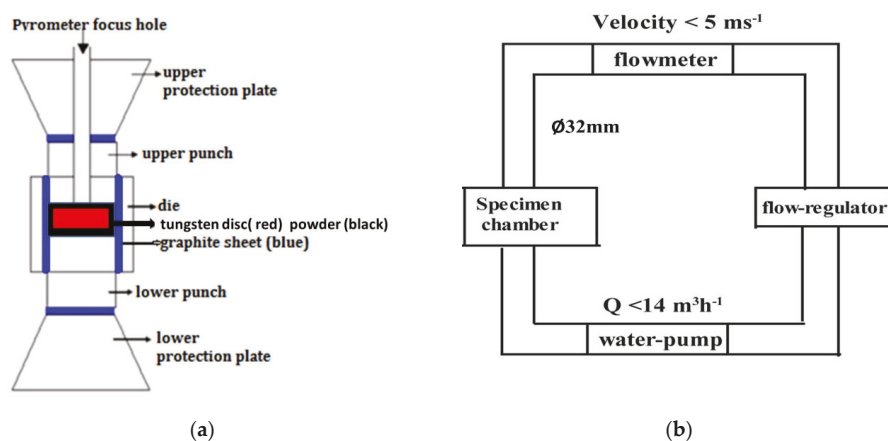 Pyrometer focus hole
upper
protection plate
upper punch
die
tungsten disc( red) powder (black)
graphite sheet (blue)
lower punch
lower
protection plate
(a)
Velocity < 5 ms⁻¹
flowmeter
Ø32mm
Specimen
chamber
flow-regulator
Q <14 m³h⁻¹
water-pump
(b)